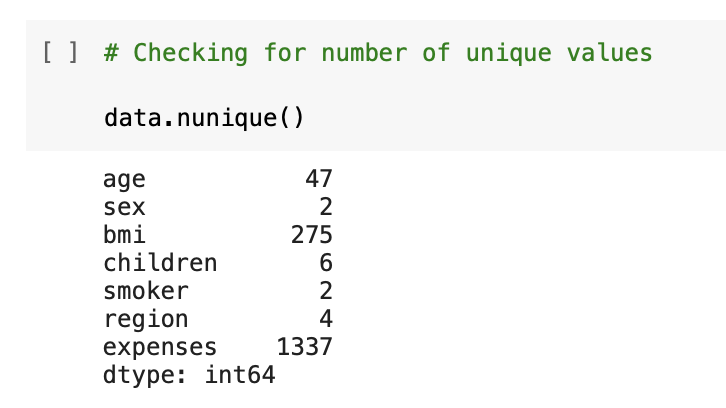 [ ] # Checking for number of unique values
data.nunique()
age 47
sex 2
bmi 275
children 6
smoker 2
region 4
expenses 1337
dtype: int64